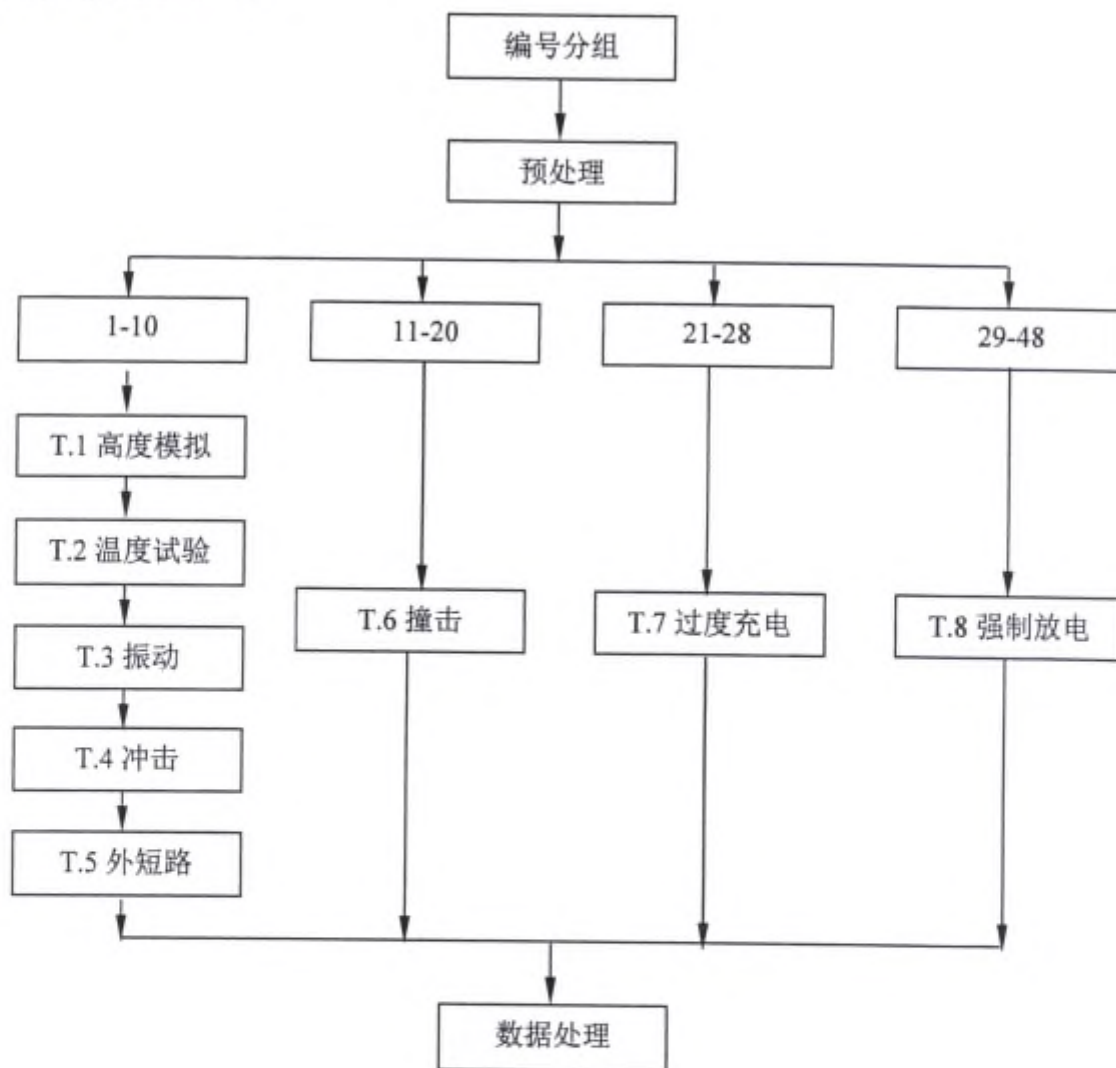 编号分组
预处理
1-10
11-20
21-28
29-48
T.1 高度模拟
T.2 温度试验
T.3 振动
T.4 冲击
T.5 外短路
T.6 撞击
T.7 过度充电
T.8 强制放电
数据处理